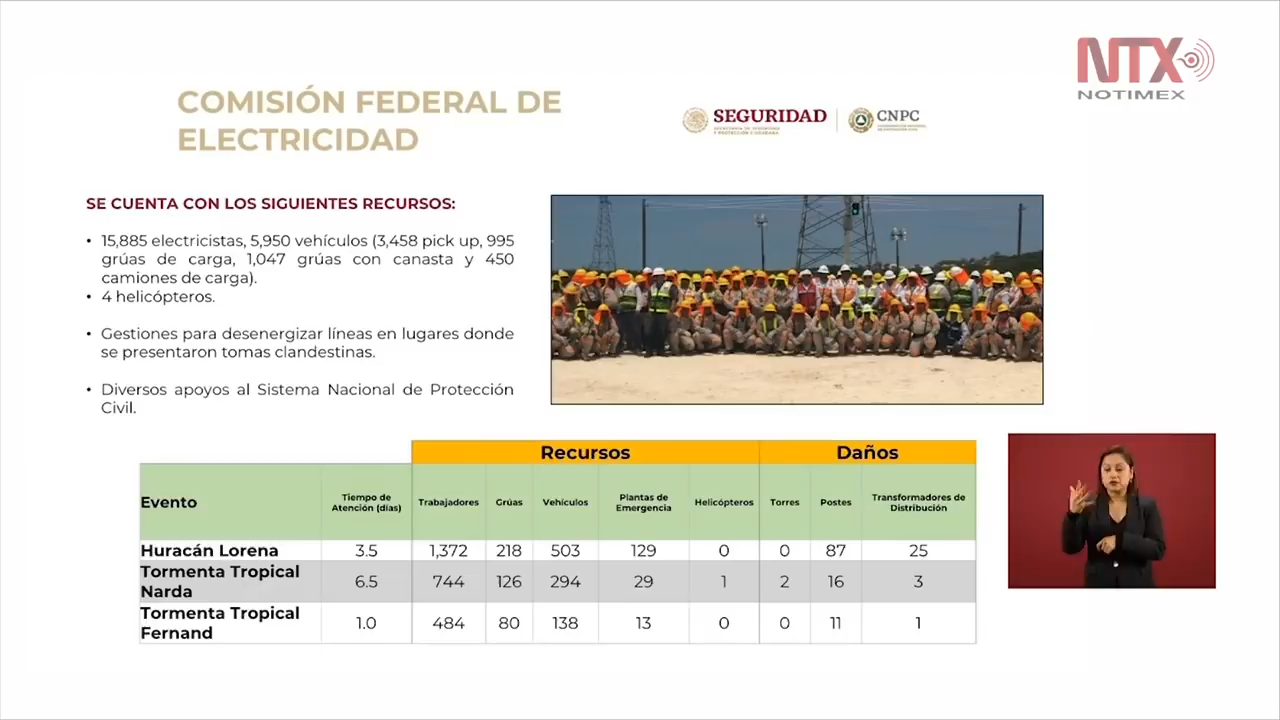 NTX
NOTIMEX
COMISIÓN FEDERAL DE
ELECTRICIDAD
SEGURIDAD
CNPC
SE CUENTA CON LOS SIGUIENTES RECURSOS:
• 15,885 electricistas, 5,950 vehículos (3,458 pick up, 995
grúas de carga, 1,047 grúas con canasta y 450
camiones de carga).
• 4 helicópteros.
• Gestiones para desenergizar líneas en lugares donde
se presentaron tomas clandestinas.
• Diversos apoyos al Sistema Nacional de Protección
Civil.
Recursos Daños
Evento Tiempo de Atención (días) Trabajadores Grúas Vehículos Plantas de Emergencia Helicópteros Torres Postes Transformadores de Distribución
Huracán Lorena 3.5 1,372 218 503 129 0 0 87 25
Tormenta Tropical Narda 6.5 744 126 294 29 1 2 16 3
Tormenta Tropical Fernand 1.0 484 80 138 13 0 0 11 1